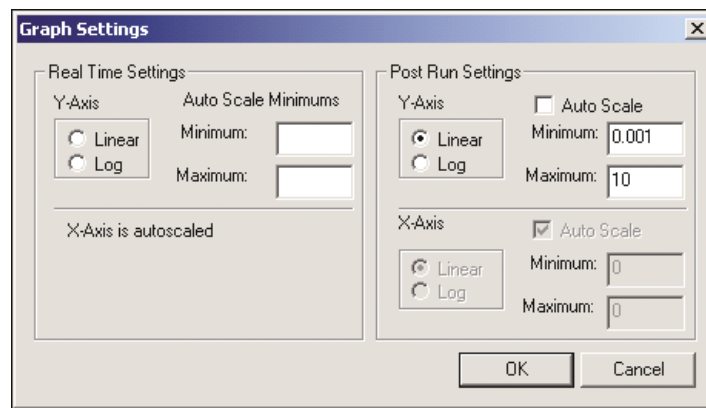 Graph Settings
Real Time Settings
Y-Axis
Auto Scale Minimums
Linear
Log
Minimum:
Maximum:
X-Axis is autoscaled
Post Run Settings
Y-Axis
Auto Scale
Linear
Log
Minimum: 0.001
Maximum: 10
X-Axis
Auto Scale
Linear
Log
Minimum: 0
Maximum: 0
OK
Cancel